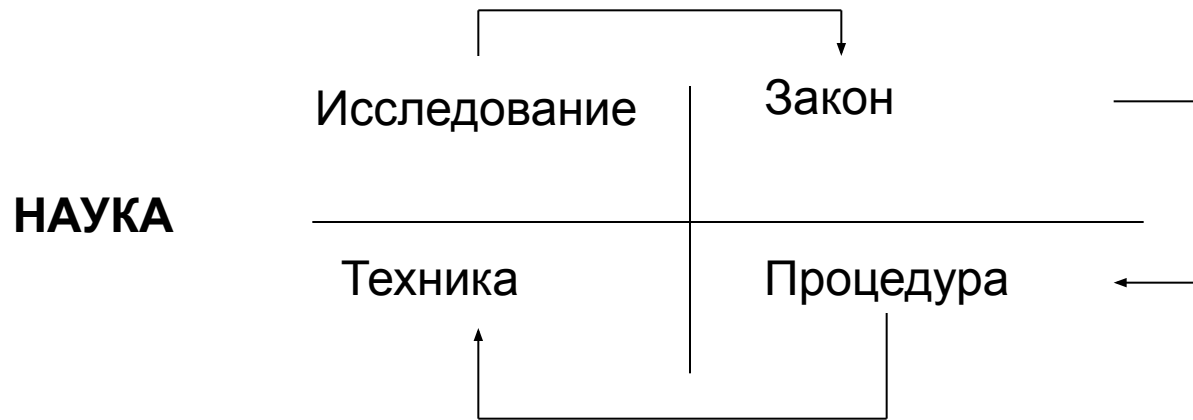 Исследование
Закон
НАУКА
Техника
Процедура